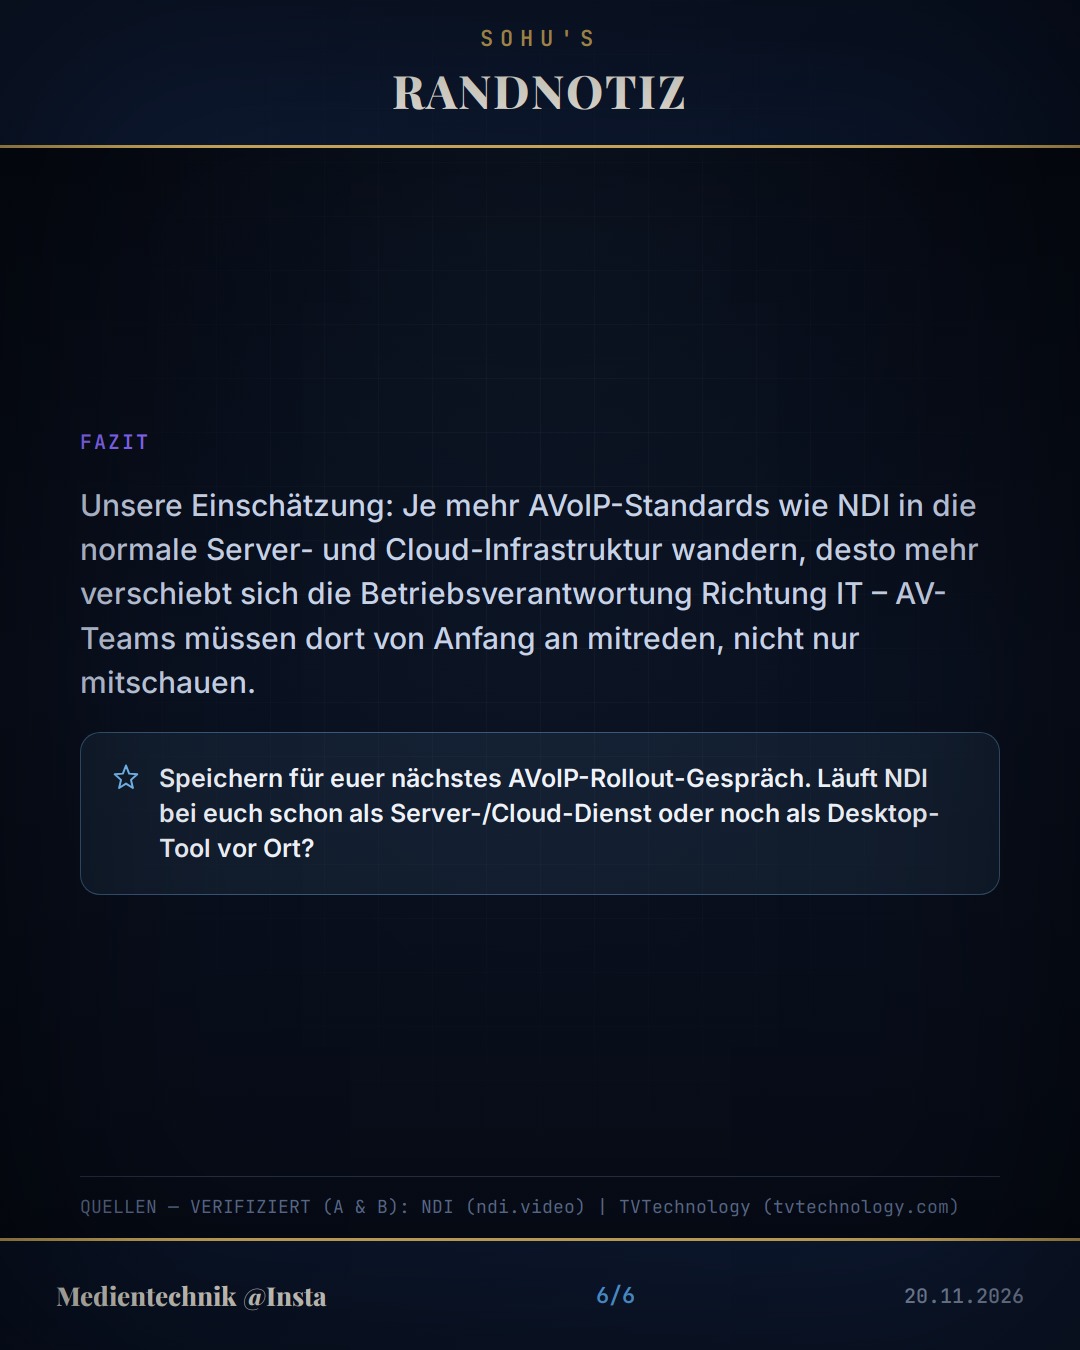 SOHU'S
RANDNOTIZ
FAZIT
Unsere Einschätzung: Je mehr AVoIP-Standards wie NDI in die
normale Server- und Cloud-Infrastruktur wandern, desto mehr
verschiebt sich die Betriebsverantwortung Richtung IT – AV-
Teams müssen dort von Anfang an mitreden, nicht nur
mitschauen.
Speichern für euer nächstes AVoIP-Rollout-Gespräch. Läuft NDI
bei euch schon als Server-/Cloud-Dienst oder noch als Desktop-
Tool vor Ort?
QUELLEN — VERIFIZIERT (A & B): NDI (ndi.video) | TVTechnology (tvtechnology.com)
Medientechnik @Insta
6/6
20.11.2026